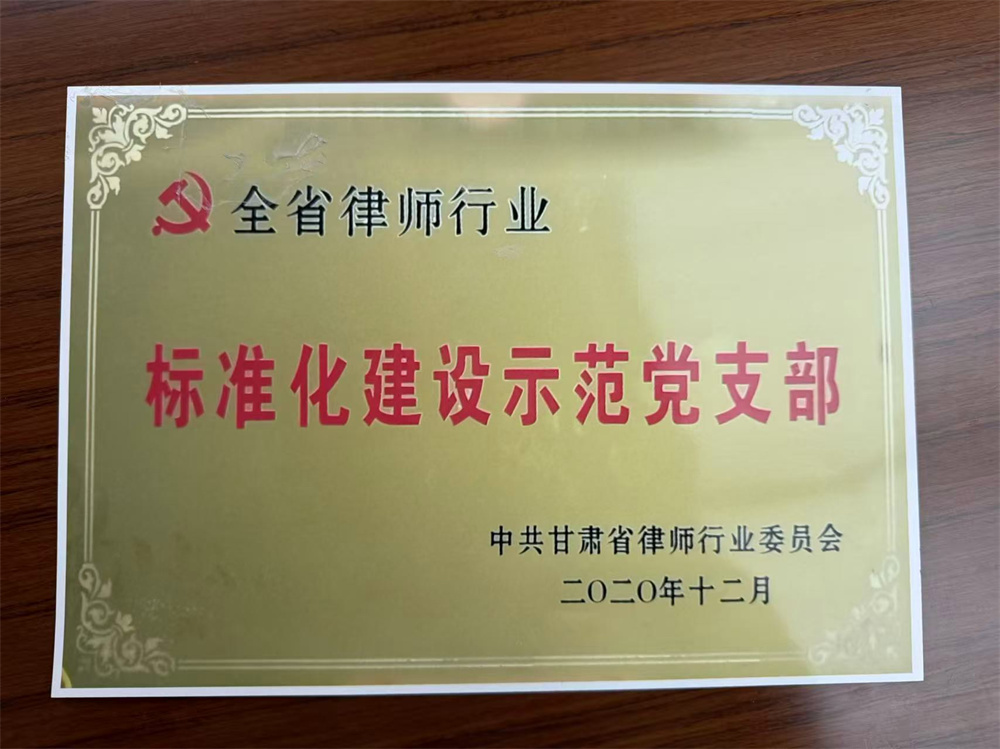 全省律师行业
标准化建设示范党支部
中共甘肃省律师行业委员会
二〇二〇年十二月